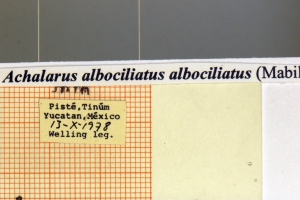 Achalarus albociliatus albociliatus (Mabil
Pisté, Tinúm
Yucatan, México
13-X-1978
Welling leg.